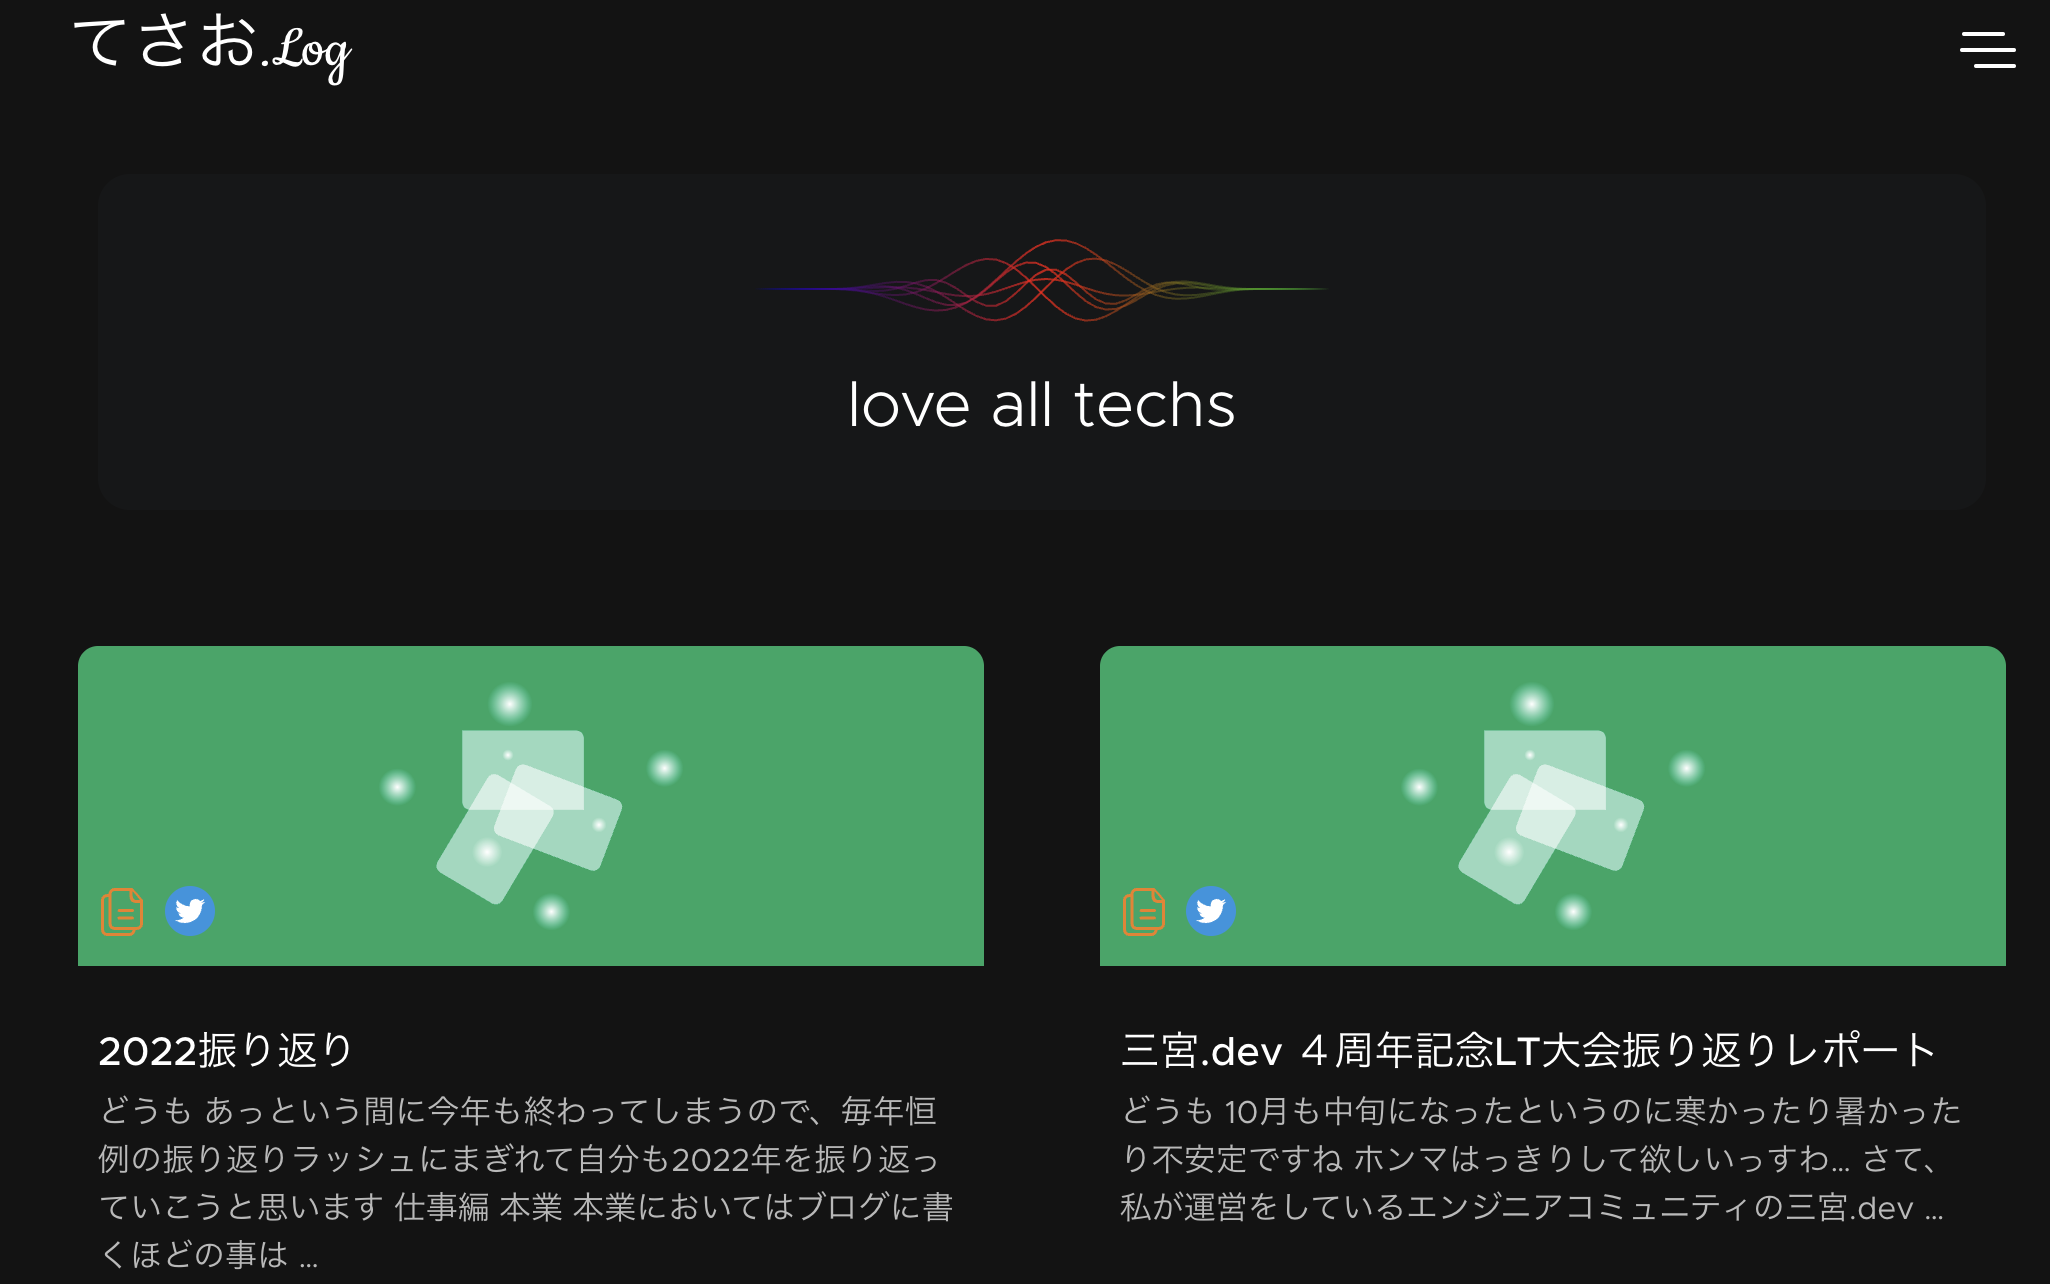 てさお.Log
love all techs
2022振り返り
どうも あっという間に今年も終わってしまうので、毎年恒
例の振り返りラッシュにまぎれて自分も2022年を振り返っ
ていこうと思います 仕事編 本業 本業においてはブログに書
くほどの事は ...
三宮.dev ４周年記念LT大会振り返りレポート
どうも 10月も中旬になったというのに寒かったり暑かった
り不安定ですね ホンマはっきりして欲しいっすわ... さて、
私が運営をしているエンジニアコミュニティの三宮.dev ...